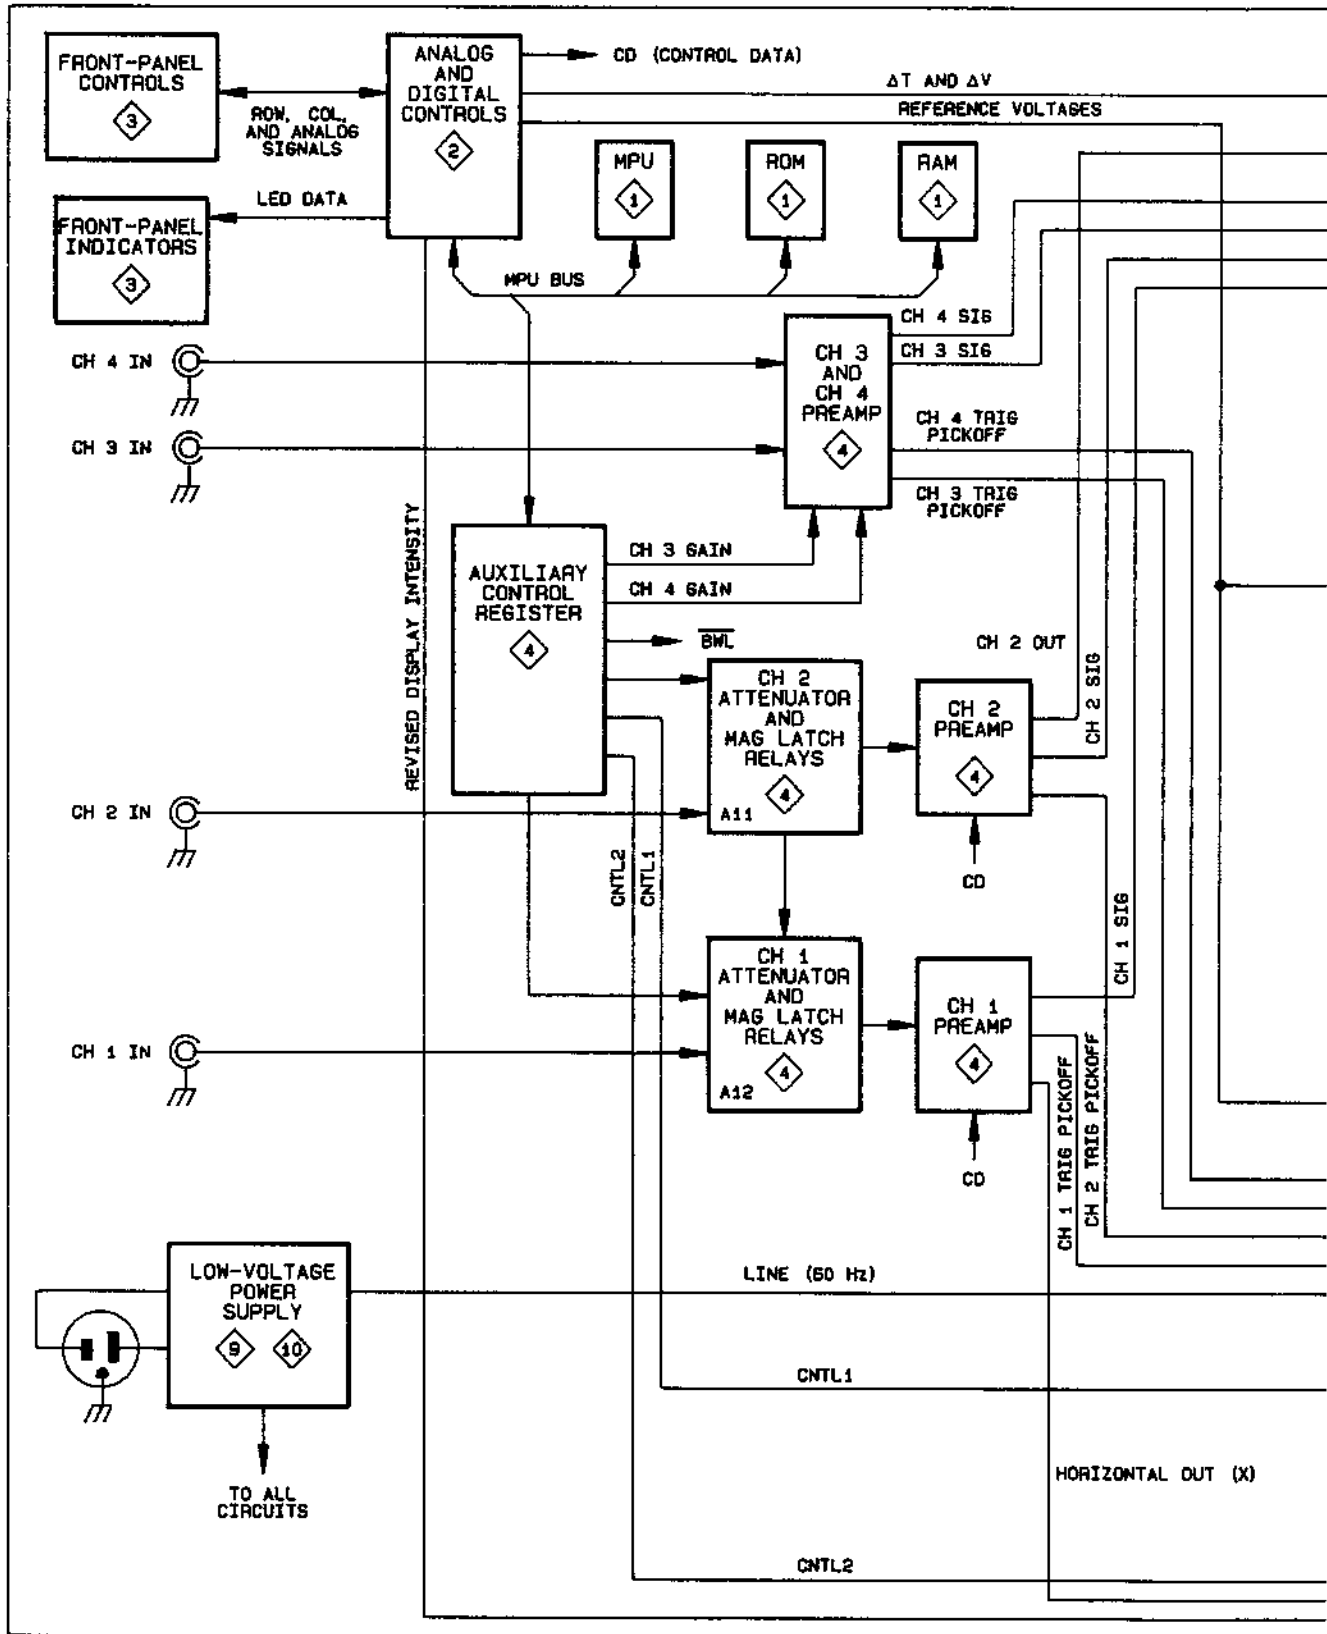 FRONT-PANEL
CONTROLS
3
ROW, COL,
AND ANALOG
SIGNALS
ANALOG
AND
DIGITAL
CONTROLS
2
CD (CONTROL DATA)
ΔT AND ΔV
REFERENCE VOLTAGES
MPU
1
ROM
1
RAM
1
LED DATA
FRONT-PANEL
INDICATORS
3
MPU BUS
CH 4 IN
CH 3 IN
CH 3
AND
CH 4
PREAMP
4
CH 4 SIG
CH 3 SIG
CH 4 TRIG
PICKOFF
CH 3 TRIG
PICKOFF
REVISED DISPLAY INTENSITY
AUXILIARY
CONTROL
REGISTER
4
CH 3 GAIN
CH 4 GAIN
BWL
CH 2 OUT
CH 2 SIG
CH 2
ATTENUATOR
AND
MAG LATCH
RELAYS
4
A11
CH 2
PREAMP
4
CD
CH 2 IN
CNTL2
CNTL1
CH 1 SIG
CH 1
ATTENUATOR
AND
MAG LATCH
RELAYS
4
A12
CH 1
PREAMP
4
CD
CH 1 IN
CH 1 TRIG PICKOFF
CH 2 TRIG PICKOFF
LOW-VOLTAGE
POWER
SUPPLY
9 10
LINE (60 Hz)
TO ALL
CIRCUITS
CNTL1
HORIZONTAL OUT (X)
CNTL2